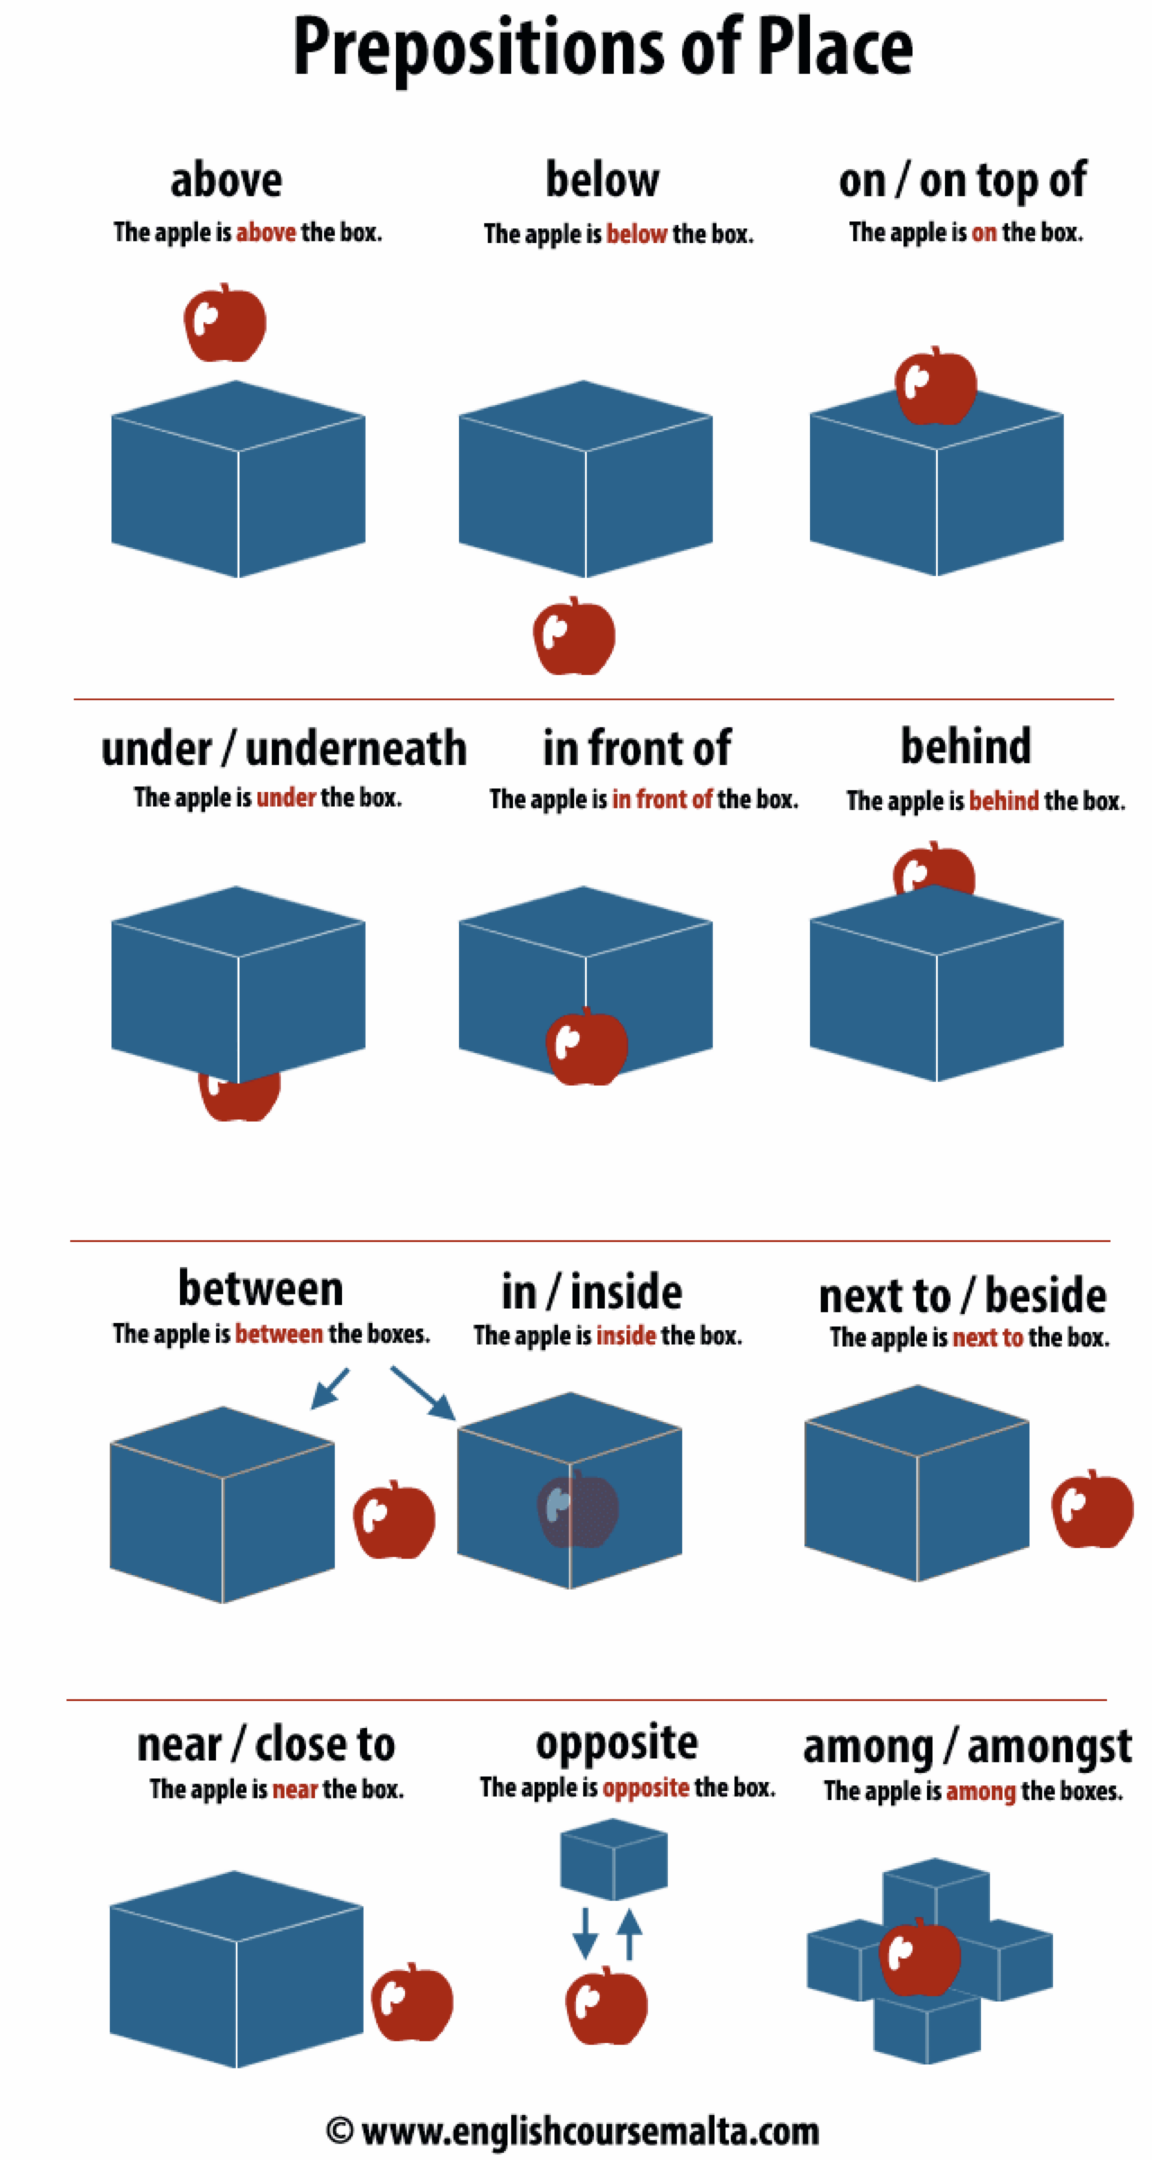 Prepositions of Place
above
The apple is above the box.
below
The apple is below the box.
on / on top of
The apple is on the box.
under / underneath
The apple is under the box.
in front of
The apple is in front of the box.
behind
The apple is behind the box.
between
The apple is between the boxes.
in / inside
The apple is inside the box.
next to / beside
The apple is next to the box.
near / close to
The apple is near the box.
opposite
The apple is opposite the box.
among / amongst
The apple is among the boxes.
© www.englishcoursemalta.com